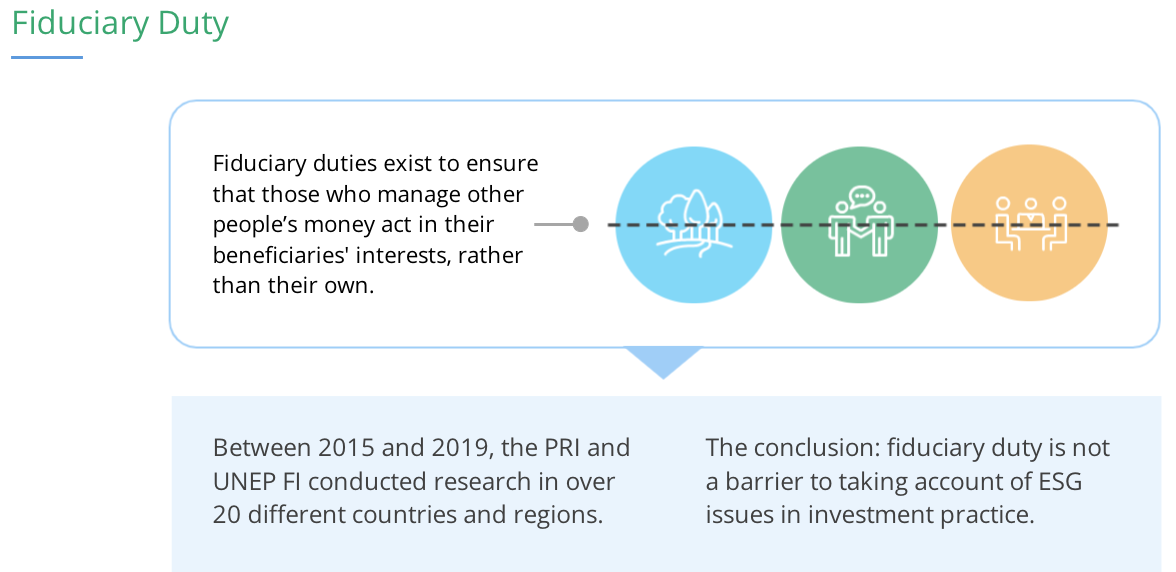 Fiduciary Duty
Fiduciary duties exist to ensure
that those who manage other
people’s money act in their
beneficiaries' interests, rather
than their own.
Between 2015 and 2019, the PRI and
UNEP FI conducted research in over
20 different countries and regions.
The conclusion: fiduciary duty is not
a barrier to taking account of ESG
issues in investment practice.